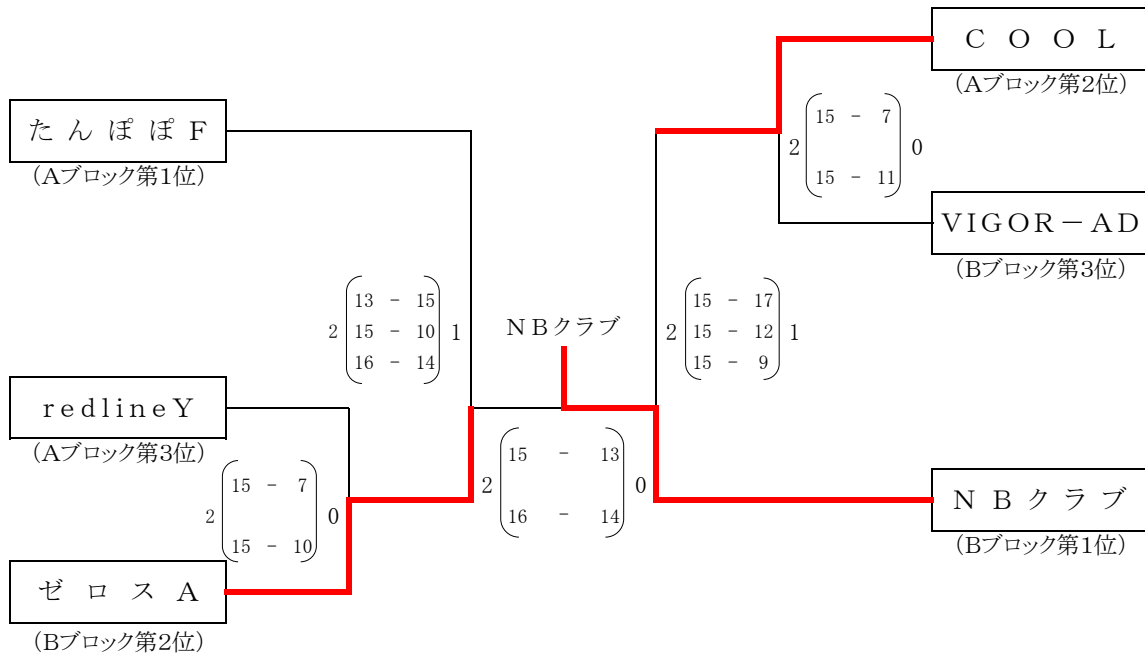 ＣＯＯＬ
(Aブロック第2位)
たんぽぽＦ
(Aブロック第1位)
2 15 - 7 0
15 - 11
ＶＩＧＯＲ－ＡＤ
(Bブロック第3位)
2 13 - 15 1
15 - 10
16 - 14
ＮＢクラブ
2 15 - 17 1
15 - 12
15 - 9
ｒｅｄｌｉｎｅＹ
(Aブロック第3位)
2 15 - 7 0
15 - 10
2 15 - 13 0
16 - 14
ＮＢクラブ
(Bブロック第1位)
ゼロスＡ
(Bブロック第2位)